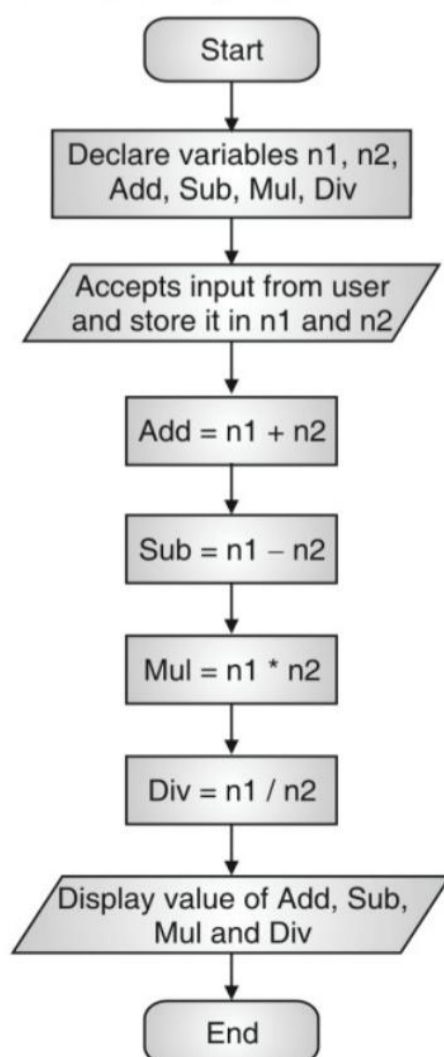 Start
Declare variables n1, n2,
Add, Sub, Mul, Div
Accepts input from user
and store it in n1 and n2
Add = n1 + n2
Sub = n1 – n2
Mul = n1 * n2
Div = n1 / n2
Display value of Add, Sub,
Mul and Div
End